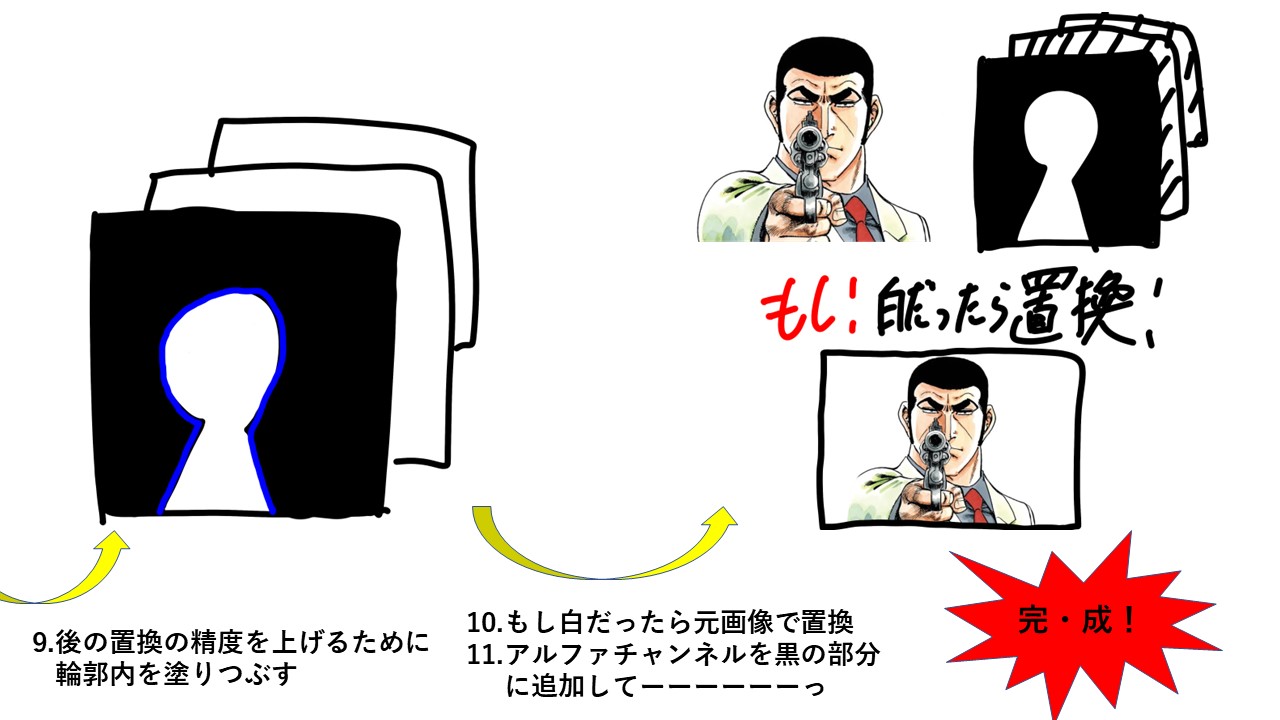 もし！白だったら置換！
9.後の置換の精度を上げるために
輪郭内を塗りつぶす
10.もし白だったら元画像で置換
11.アルファチャンネルを黒の部分
に追加してーーーーーーっ
完・成！